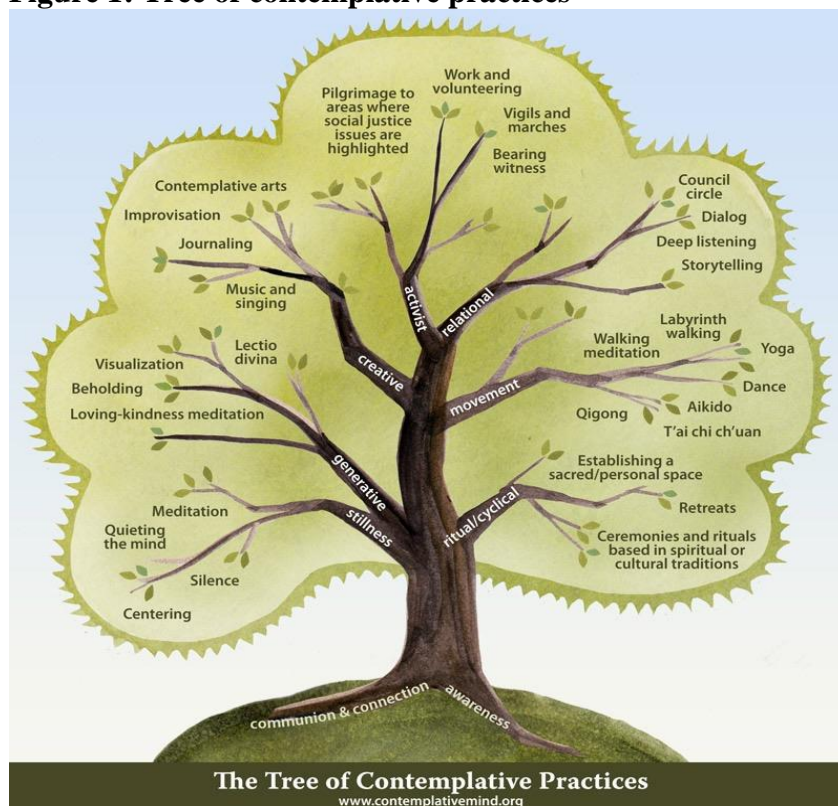 Figure 1: Tree of contemplative practices
Work and
volunteering
Pilgrimage to
areas where
social justice
issues are
highlighted
Vigils and
marches
Bearing
witness
Contemplative arts
Improvisation
Journaling
Music and
singing
Council
circle
Dialog
Deep listening
Storytelling
activist
relational
creative
movement
Walking
meditation
Labyrinth
walking
Yoga
Dance
Aikido
Qigong
T'ai chi ch'uan
Lectio
divina
Visualization
Beholding
Loving-kindness meditation
generative
stillness
ritual/cyclical
Establishing a
sacred/personal space
Retreats
Ceremonies and rituals
based in spiritual or
cultural traditions
Meditation
Quieting
the mind
Silence
Centering
communion & connection
awareness
The Tree of Contemplative Practices
www.contemplativemind.org